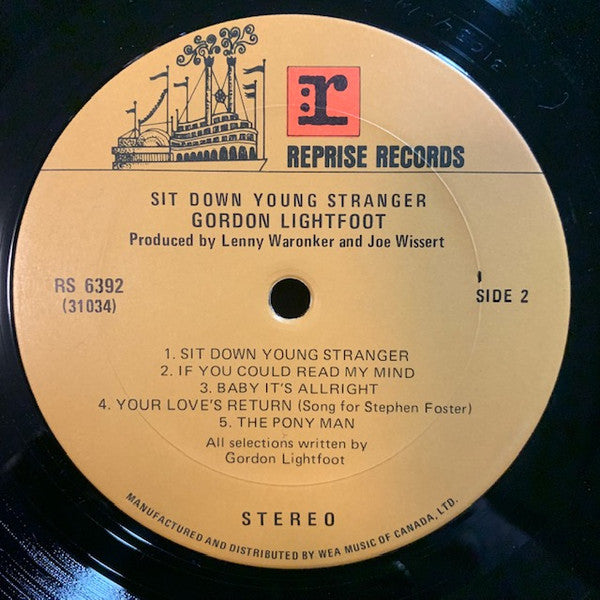 r
REPRISE RECORDS
SIT DOWN YOUNG STRANGER
GORDON LIGHTFOOT
Produced by Lenny Waronker and Joe Wissert
RS 6392
(31034)
SIDE 2
1. SIT DOWN YOUNG STRANGER
2. IF YOU COULD READ MY MIND
3. BABY IT'S ALLRIGHT
4. YOUR LOVE'S RETURN (Song for Stephen Foster)
5. THE PONY MAN
All selections written by
Gordon Lightfoot
STEREO
MANUFACTURED AND DISTRIBUTED BY WEA MUSIC OF CANADA, LTD.